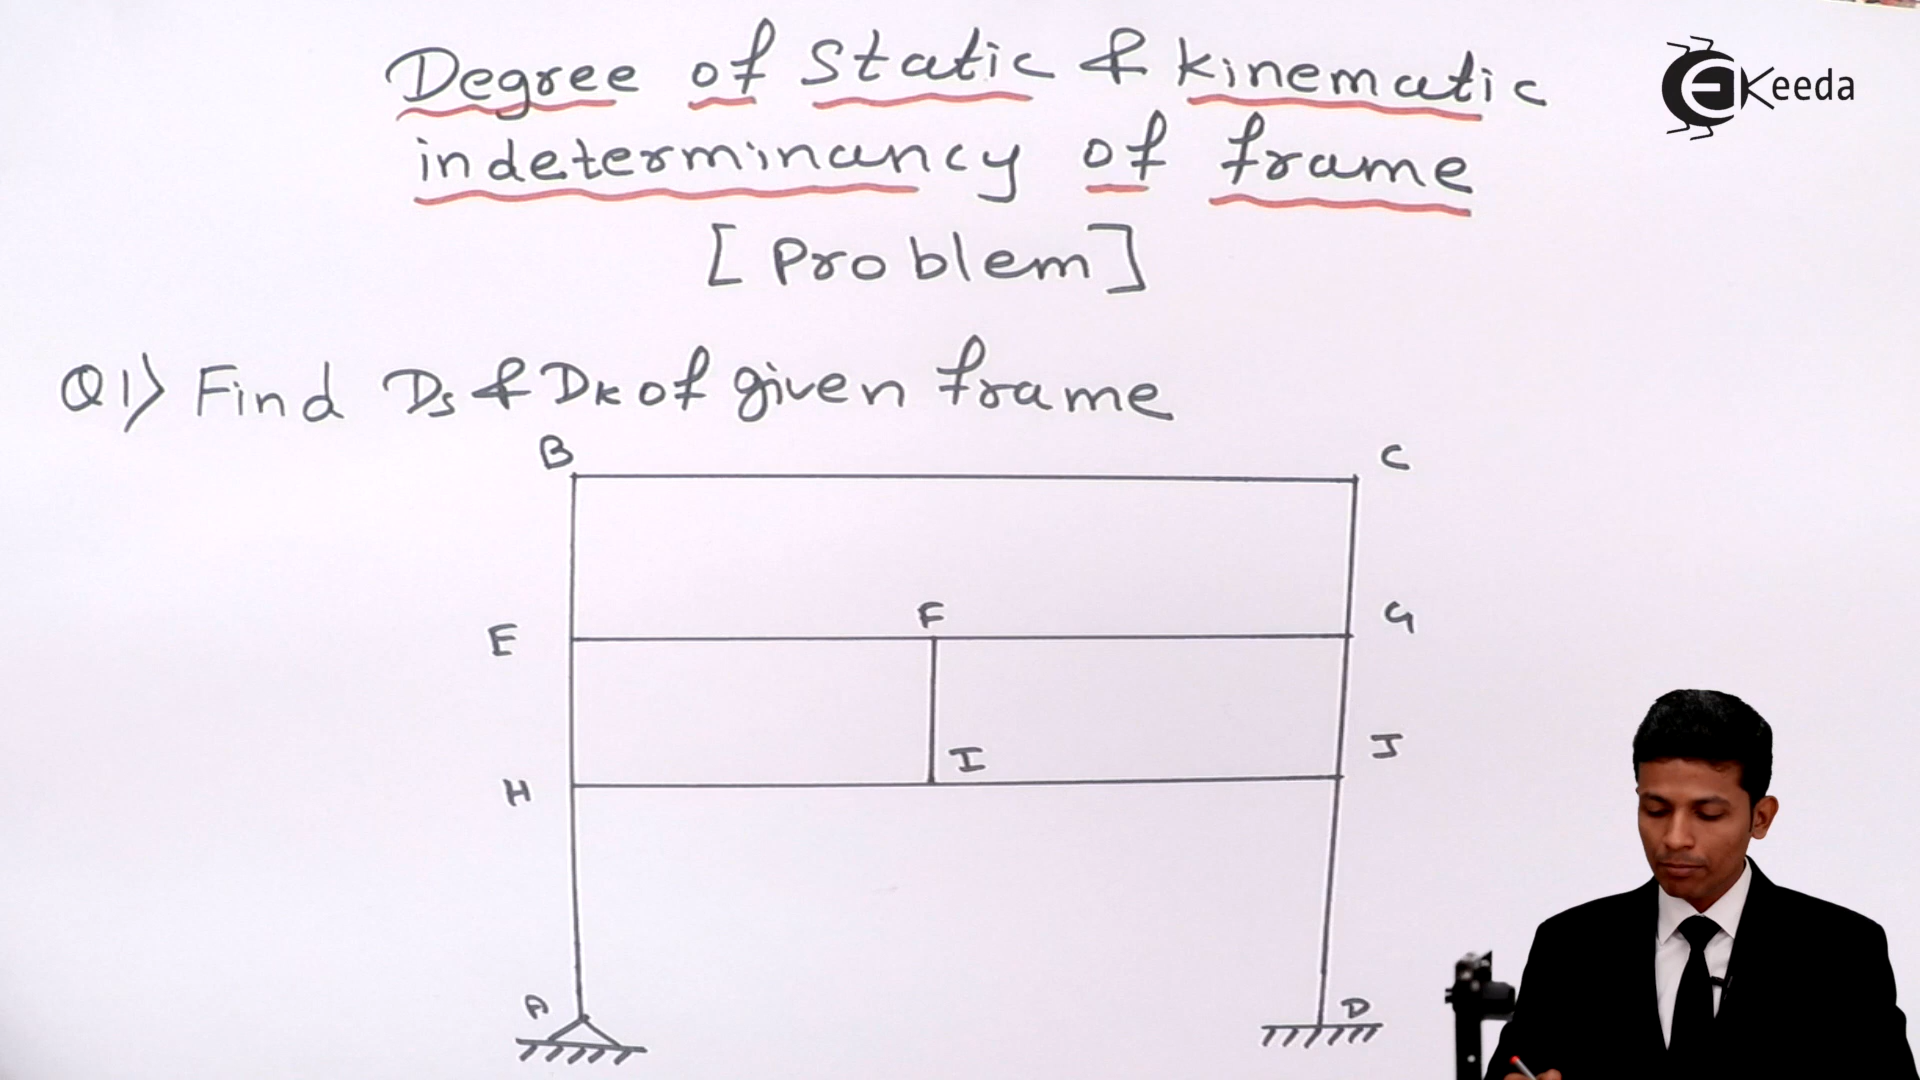 Degree of Static & Kinematic
indeterminancy of frame
[Problem]
EKeeda
Q1) Find Ds & Dk of given frame
B
C
E
F
G
H
I
J
A
D